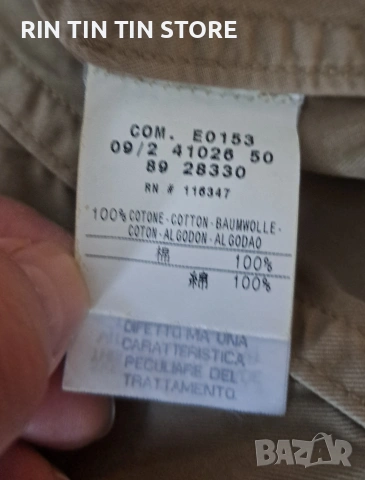 RIN TIN TIN STORE
COM. E0153
09/2 41026 50
89 28330
RN # 116347
100% COTONE-COTTON-BAUMWOLLE-
COTON-ALGODON-ALGODAO
棉 100%
綿 100%
DIFETTO MA UNA
CARATTERISTICA
PECULIARE DEL
TRATTAMENTO.
BAZAR